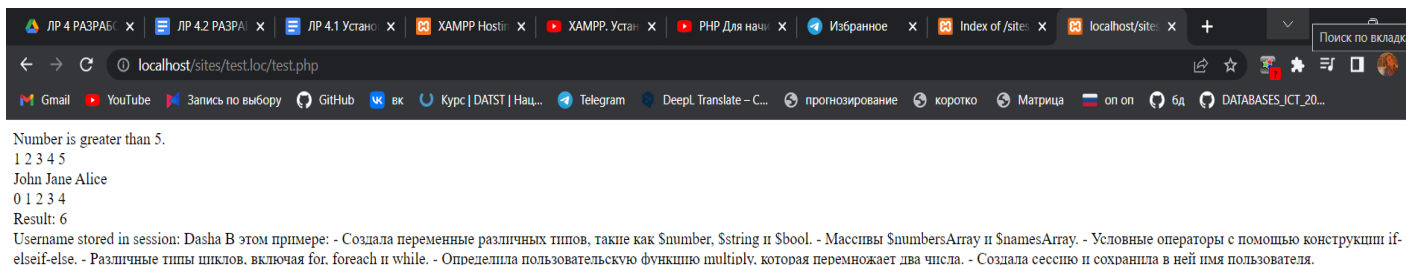 ЛР 4 РАЗРАБО
ЛР 4.2 РАЗРА
ЛР 4.1 Устано
XAMPP Hostin
XAMPP. Устан
PHP Для начи
Избранное
Index of /sites
localhost/sites
Поиск по вкладк
localhost/sites/test.loc/test.php
Gmail
YouTube
Запись по выбору
GitHub
вк
Курс | DATST | Нац...
Telegram
DeepL Translate – C...
прогнозирование
коротко
Матрица
оп оп
бд
DATABASES_ICT_20...
Number is greater than 5.
1 2 3 4 5
John Jane Alice
0 1 2 3 4
Result: 6
Username stored in session: Dasha В этом примере: - Создала переменные различных типов, такие как $number, $string и $bool. - Массивы $numbersArray и $namesArray. - Условные операторы с помощью конструкции if-
elseif-else. - Различные типы циклов, включая for, foreach и while. - Определила пользовательскую функцию multiply, которая перемножает два числа. - Создала сессию и сохранила в ней имя пользователя.